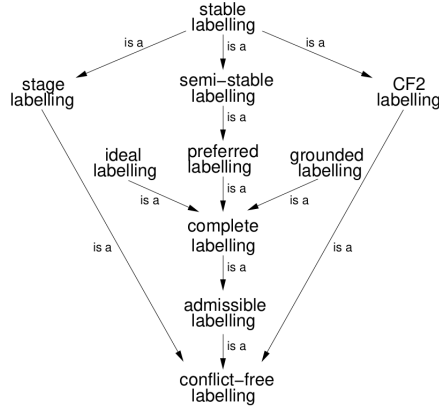 stable
labelling
is a
is a
is a
stage
labelling
semi-stable
labelling
CF2
labelling
is a
ideal
labelling
preferred
labelling
grounded
labelling
is a
is a
is a
complete
labelling
is a
is a
is a
admissible
labelling
is a
conflict-free
labelling